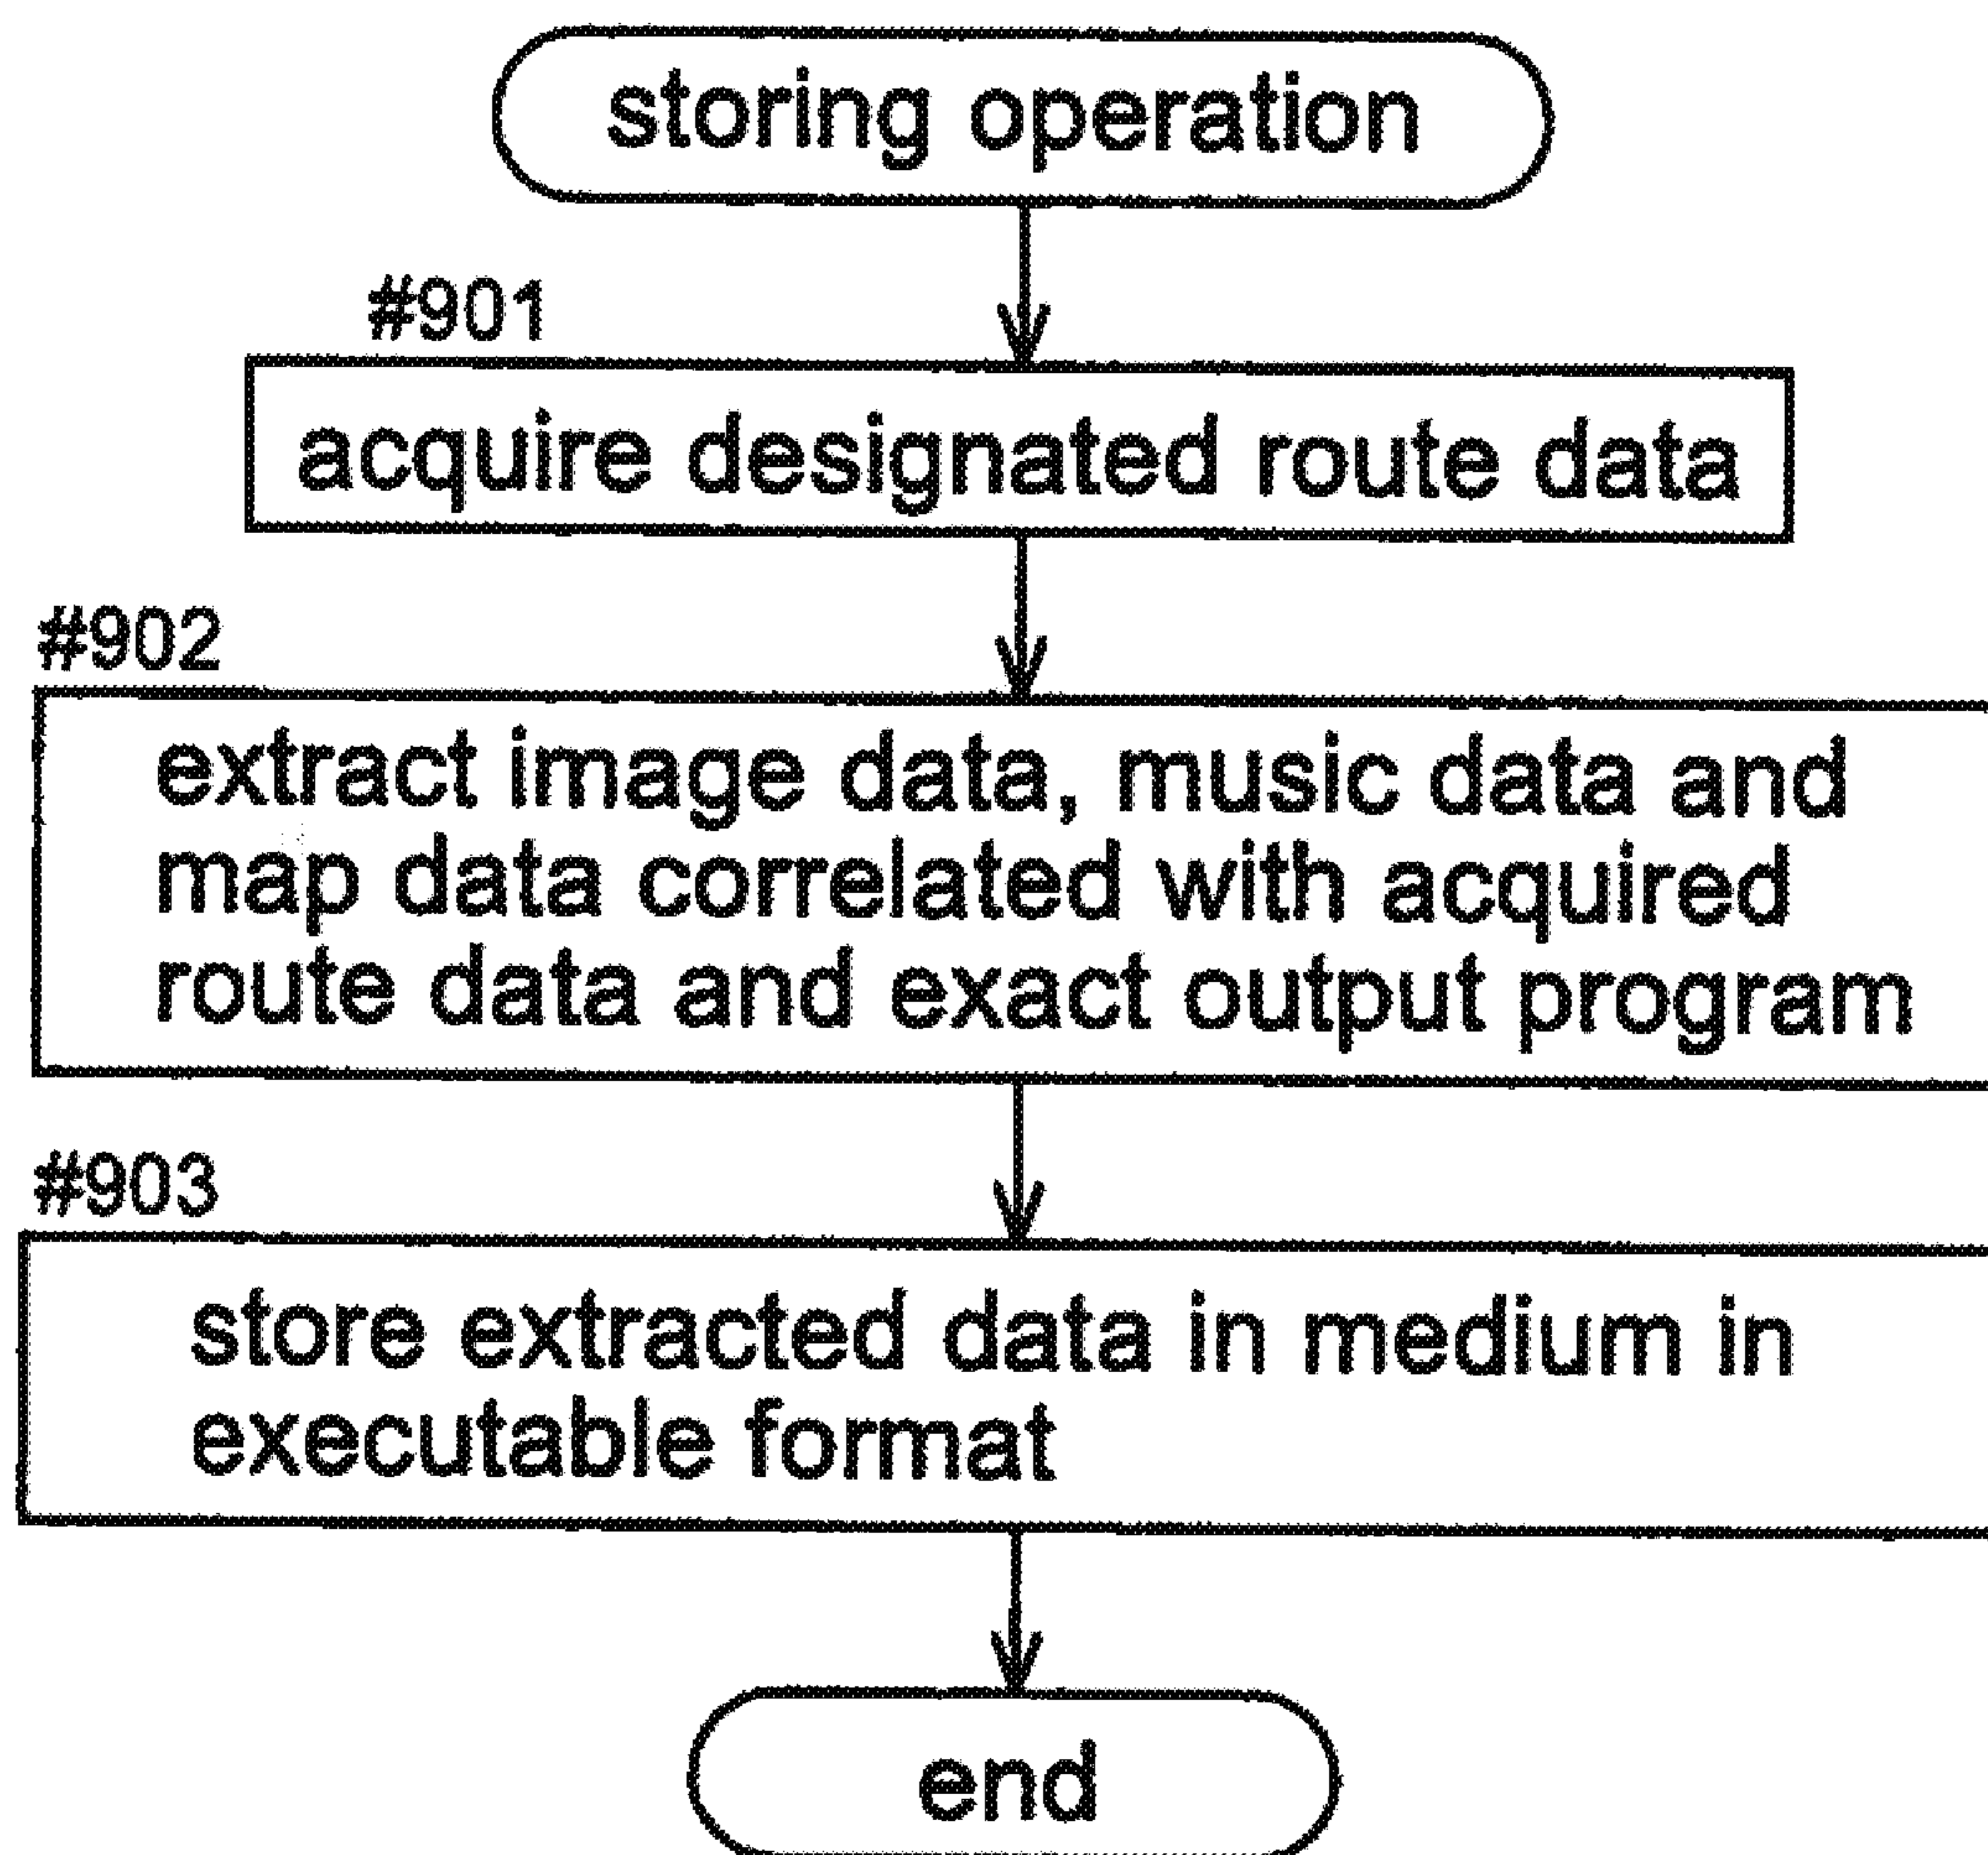 storing operation
#901
acquire designated route data
#902
extract image data, music data and
map data correlated with acquired
route data and exact output program
#903
store extracted data in medium in
executable format
end